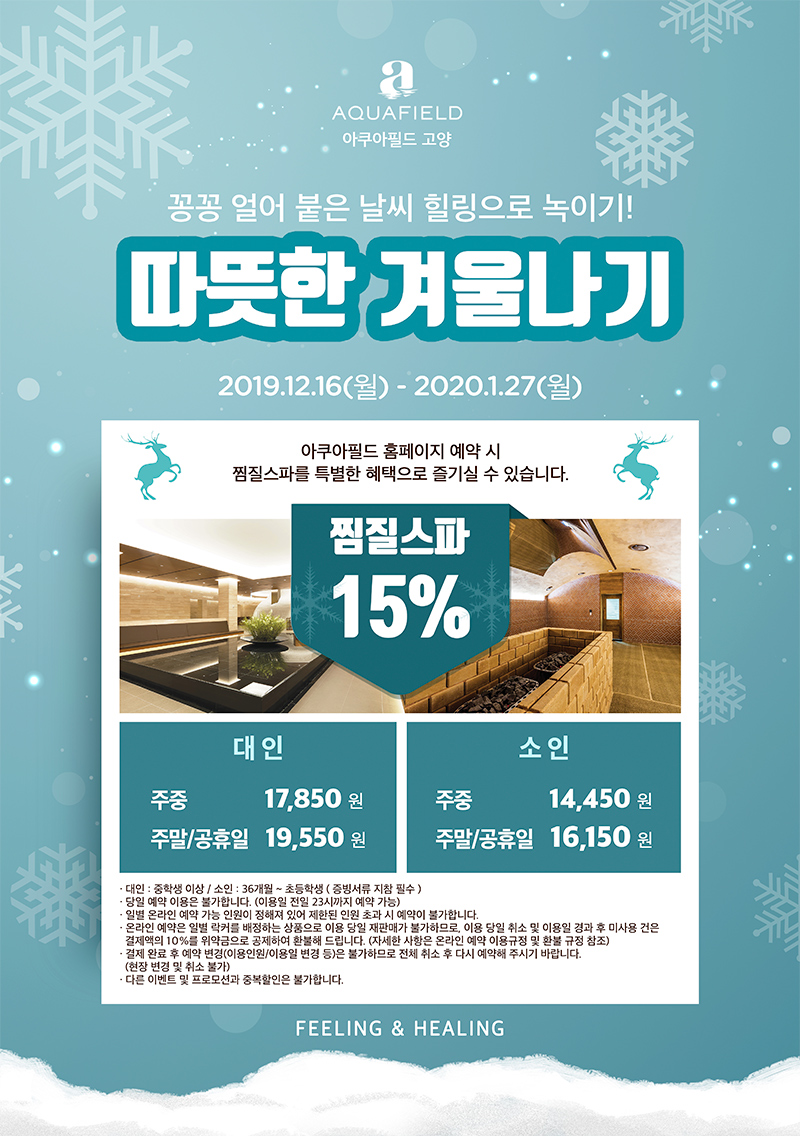 a
AQUAFIELD
아쿠아필드 고양
꽁꽁 얼어 붙은 날씨 힐링으로 녹이기!
따뜻한 겨울나기
2019.12.16(월) - 2020.1.27(월)
아쿠아필드 홈페이지 예약 시
찜질스파를 특별한 혜택으로 즐기실 수 있습니다.
찜질스파
15%
대인
주중 17,850 원
주말/공휴일 19,550 원
소인
주중 14,450 원
주말/공휴일 16,150 원
· 대인 : 중학생 이상 / 소인 : 36개월 ~ 초등학생 ( 증빙서류 지참 필수 )
· 당일 예약 이용은 불가합니다. (이용일 전일 23시까지 예약 가능)
· 일별 온라인 예약 가능 인원이 정해져 있어 제한된 인원 초과 시 예약이 불가합니다.
· 온라인 예약은 일별 락커를 배정하는 상품으로 이용 당일 재판매가 불가하므로, 이용 당일 취소 및 이용일 경과 후 미사용 건은
결제액의 10%를 위약금으로 공제하여 환불해 드립니다. (자세한 사항은 온라인 예약 이용규정 및 환불 규정 참조)
· 결제 완료 후 예약 변경(이용인원/이용일 변경 등)은 불가하므로 전체 취소 후 다시 예약해 주시기 바랍니다.
(현장 변경 및 취소 불가)
· 다른 이벤트 및 프로모션과 중복할인은 불가합니다.
FEELING & HEALING